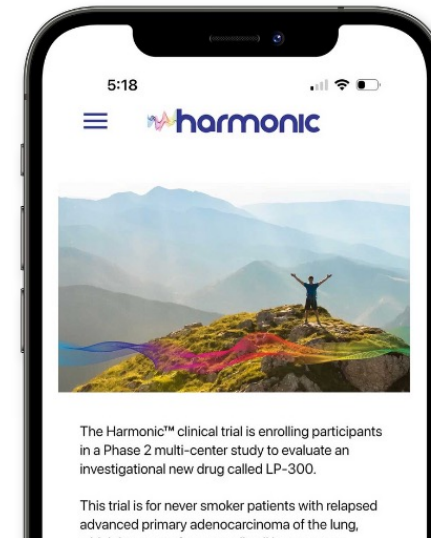 5:18
harmonic
The Harmonic™ clinical trial is enrolling participants
in a Phase 2 multi-center study to evaluate an
investigational new drug called LP-300.
This trial is for never smoker patients with relapsed
advanced primary adenocarcinoma of the lung,